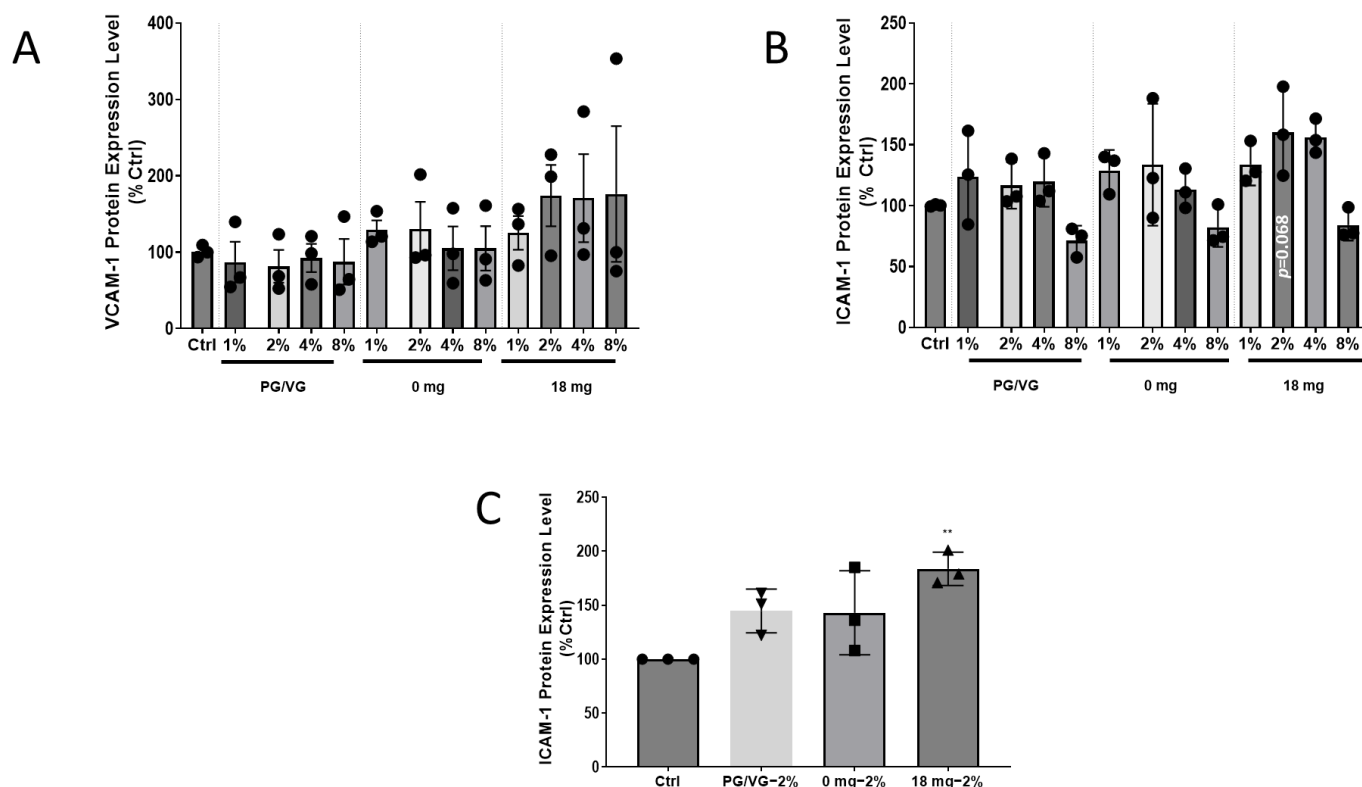 A
VCAM-1 Protein Expression Level
(% Ctrl)
400
300
200
100
0
Ctrl 1% 2% 4% 8% 1% 2% 4% 8% 1% 2% 4% 8%
PG/VG 0 mg 18 mg
B
ICAM-1 Protein Expression Level
(% Ctrl)
250
200
150
100
50
0
p=0.068
Ctrl 1% 2% 4% 8% 1% 2% 4% 8% 1% 2% 4% 8%
PG/VG 0 mg 18 mg
C
ICAM-1 Protein Expression Level
(%Ctrl)
250
200
150
100
50
0
**
Ctrl PG/VG-2% 0 mg-2% 18 mg-2%